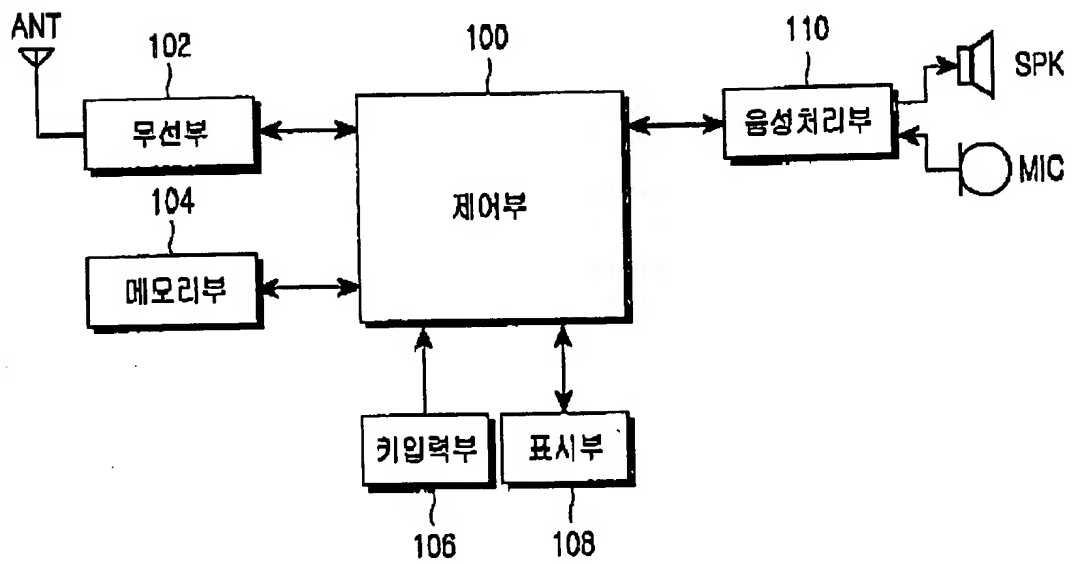 ANT
102
무선부
100
제어부
110
음성처리부
SPK
MIC
104
메모리부
키입력부
106
표시부
108